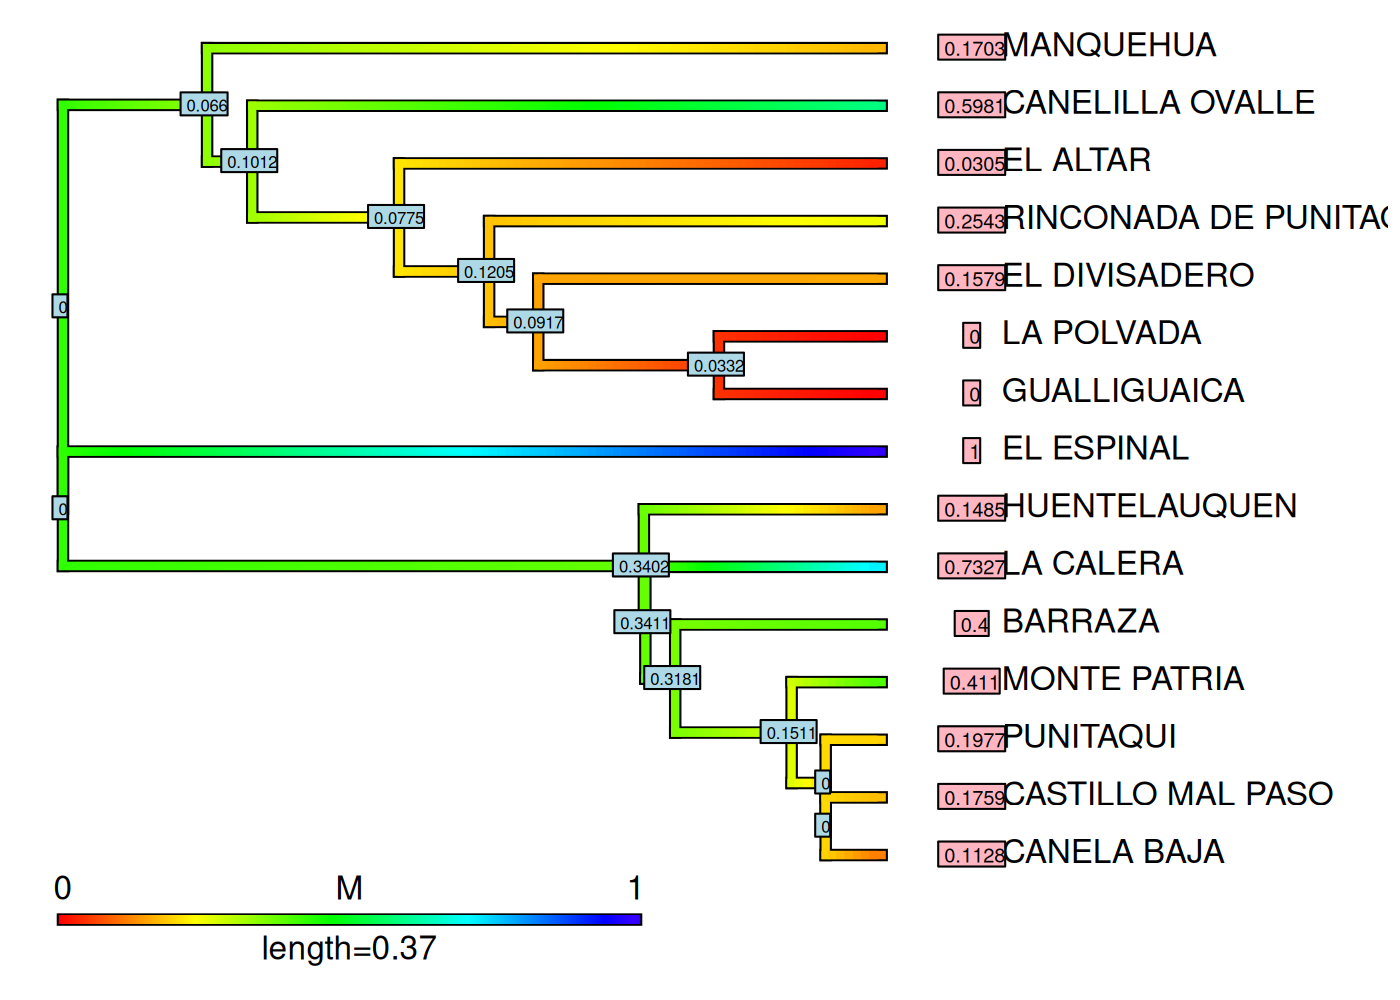 0.1703 MANQUEHUA
0.066
0.5981 CANELILLA OVALLE
0.1012
0.0305 EL ALTAR
0.0775
0.2543 RINCONADA DE PUNITAC
0.1205
0.1579 EL DIVISADERO
0
0.0917
0 LA POLVADA
0.0332
0 GUALLIGUAICA
1 EL ESPINAL
0
0.1485 HUENTELAUQUEN
0.3402
0.7327 LA CALERA
0.3411
0.4 BARRAZA
0.3181
0.411 MONTE PATRIA
0.1511
0.1977 PUNITAQUI
0
0.1759 CASTILLO MAL PASO
0
0.1128 CANELA BAJA
0 M 1
length=0.37